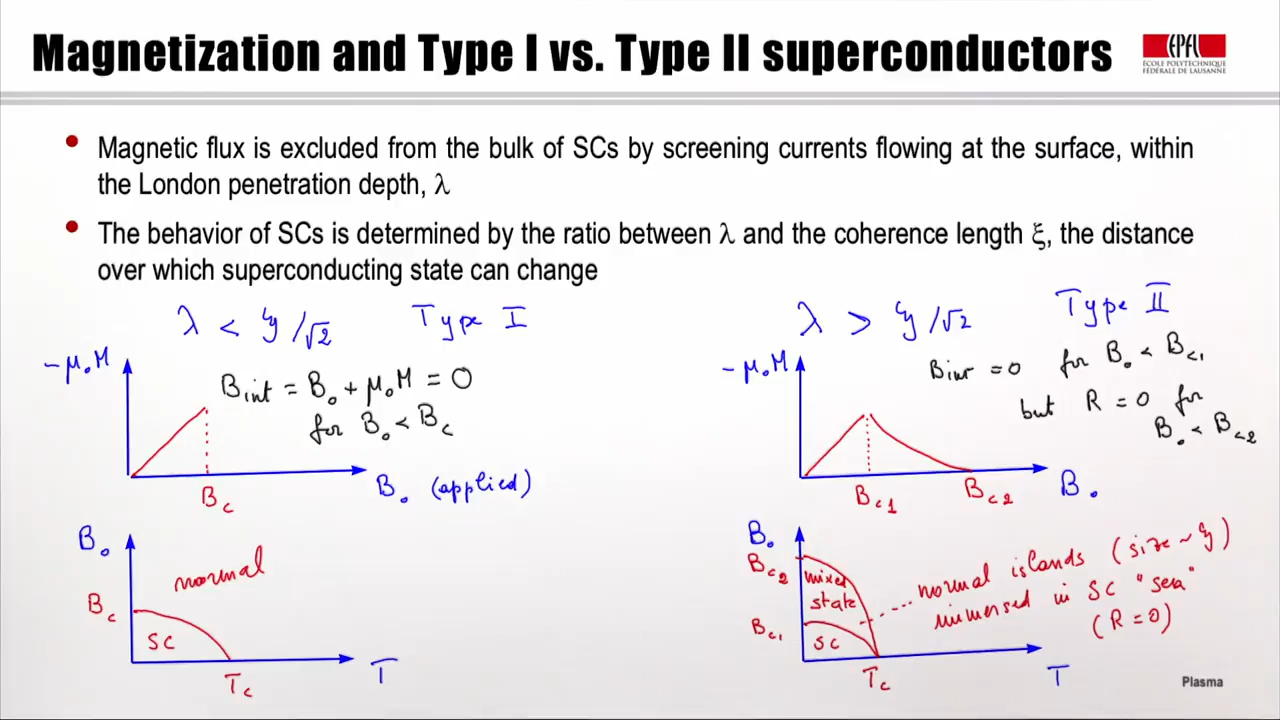 Magnetization and Type I vs. Type II superconductors
EPFL
ÉCOLE POLYTECHNIQUE
FÉDÉRALE DE LAUSANNE
• Magnetic flux is excluded from the bulk of SCs by screening currents flowing at the surface, within
the London penetration depth, λ
• The behavior of SCs is determined by the ratio between λ and the coherence length ξ, the distance
over which superconducting state can change
λ < ξ/√2 Type I
-μ₀M
B_int = B₀ + μ₀M = 0
for B₀ < B_c
B_c
B₀ (applied)
B₀
normal
B_c
SC
T_c
T
λ > ξ/√2 Type II
-μ₀M
B_int = 0 for B₀ < B_c1
but R = 0 for
B₀ < B_c2
B_c1
B_c2
B₀
B₀
B_c2
mixed
state
B_c1
SC
T_c
T
normal islands (size ~ ξ)
immersed in SC "sea"
(R = 0)
Plasma